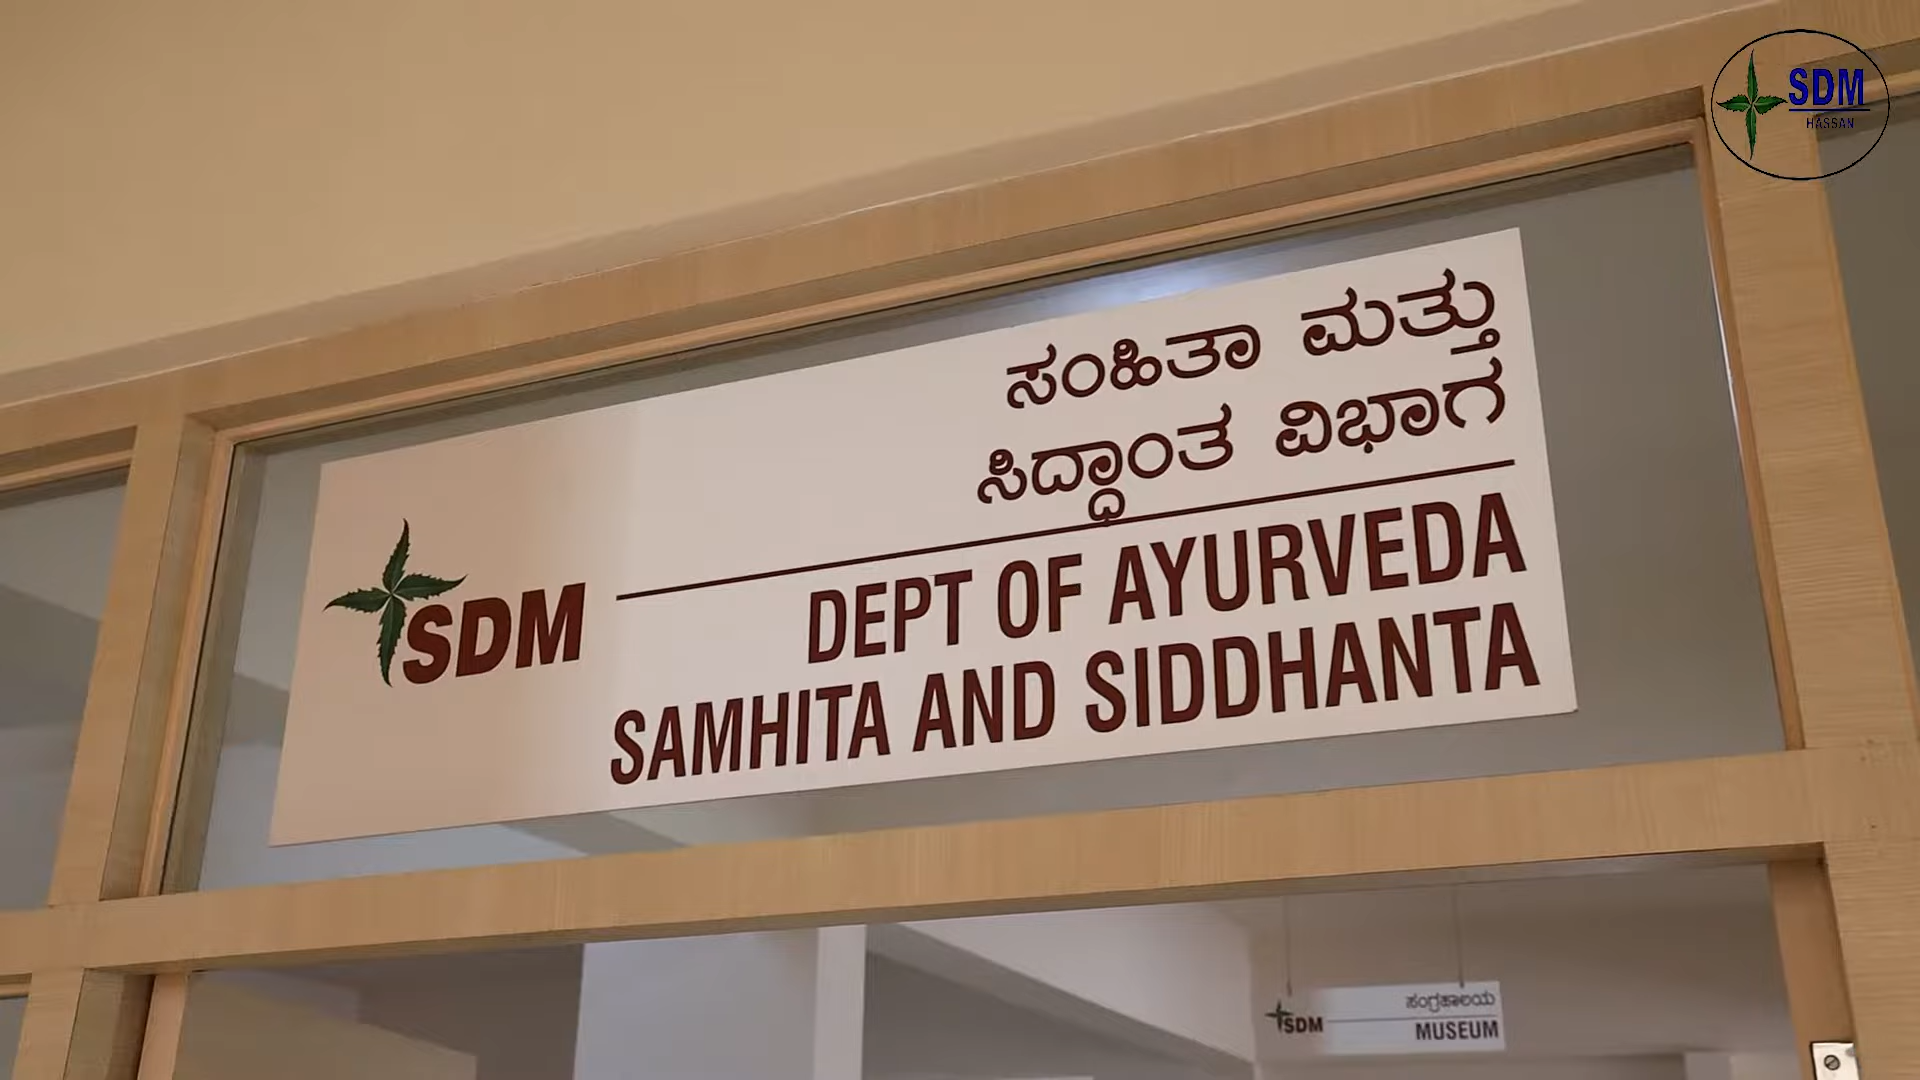 SDM
HASSAN
ಸಂಹಿತಾ ಮತ್ತು
ಸಿದ್ಧಾಂತ ವಿಭಾಗ
SDM
DEPT OF AYURVEDA
SAMHITA AND SIDDHANTA
ಸಂಗ್ರಹಾಲಯ
SDM
MUSEUM